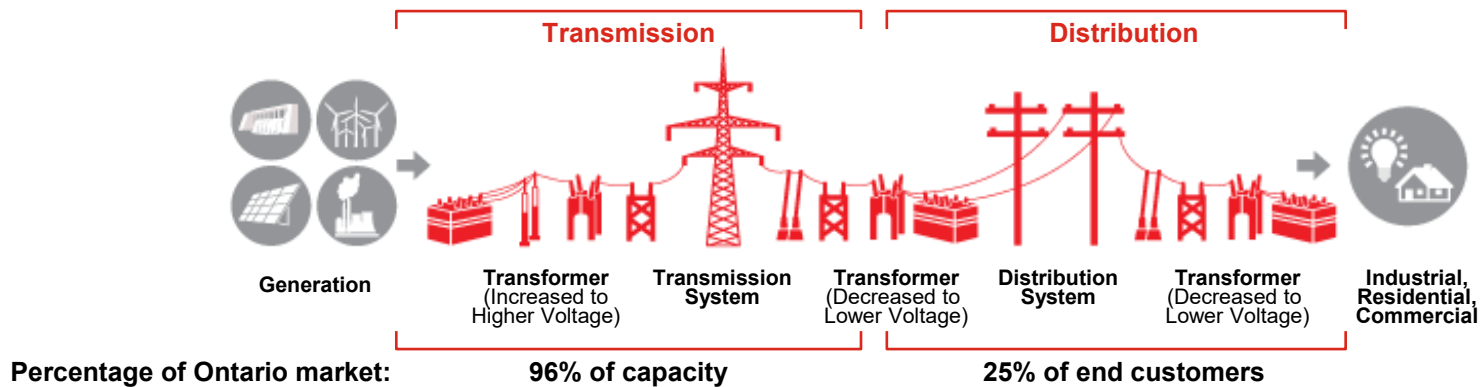 Transmission
Distribution
Generation
Transformer
(Increased to
Higher Voltage)
Transmission
System
Transformer
(Decreased to
Lower Voltage)
Distribution
System
Transformer
(Decreased to
Lower Voltage)
Industrial,
Residential,
Commercial
Percentage of Ontario market:
96% of capacity
25% of end customers